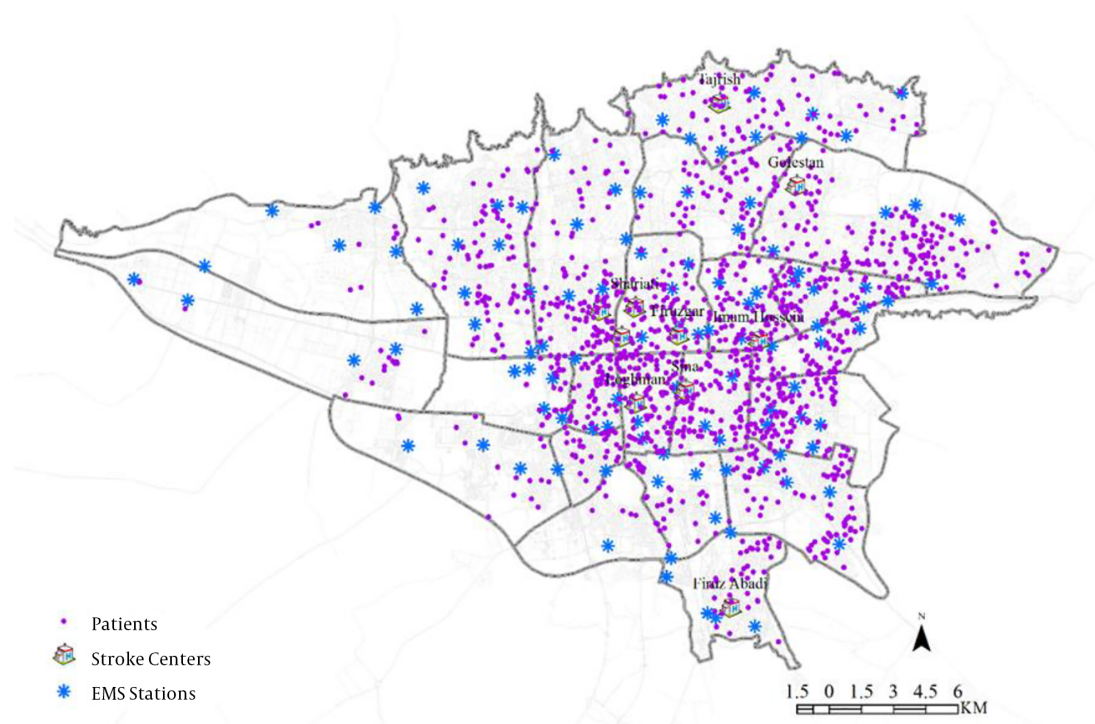 Tajrish
Golestan
Shariati
Firuzgar
Imam Hossein
Sina
Loghman
Firuz Abadi
Patients
Stroke Centers
EMS Stations
N
1.5 0 1.5 3 4.5 6
KM